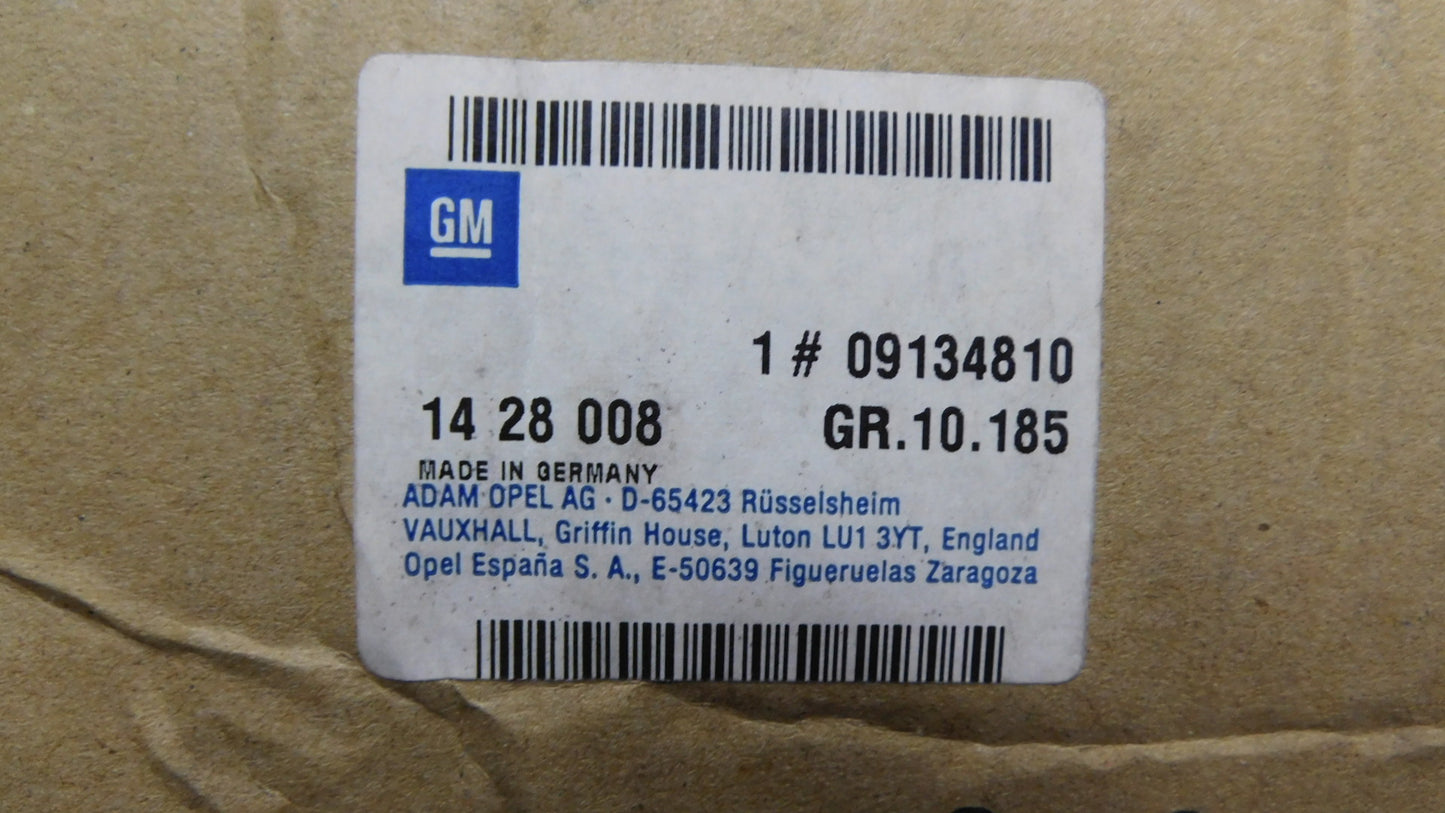 GM
1 # 09134810
14 28 008 GR.10.185
MADE IN GERMANY
ADAM OPEL AG · D-65423 Rüsselsheim
VAUXHALL, Griffin House, Luton LU1 3YT, England
Opel España S. A., E-50639 Figueruelas Zaragoza